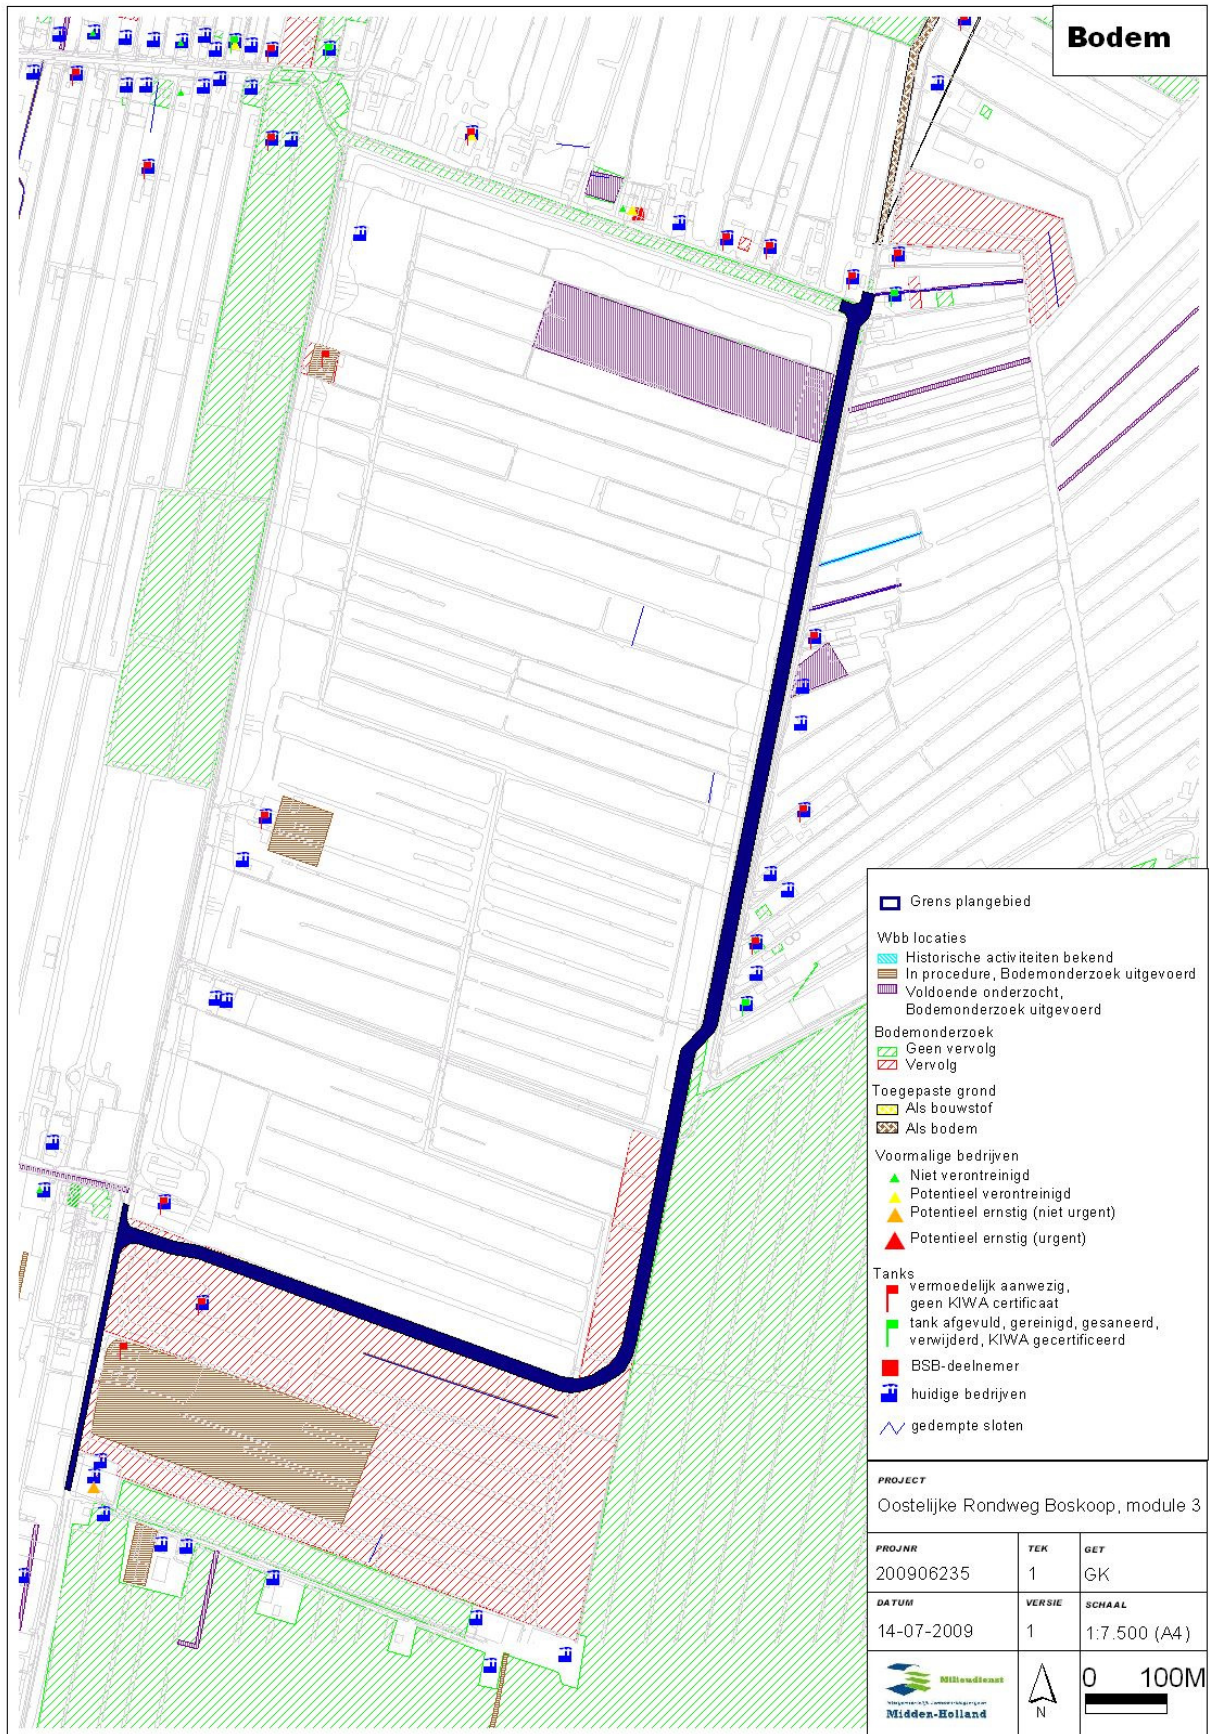 Bodem
Grens plangebied
Wbb locaties
Historische activiteiten bekend
In procedure, Bodemonderzoek uitgevoerd
Voldoende onderzocht,
Bodemonderzoek uitgevoerd
Bodemonderzoek
Geen vervolg
Vervolg
Toegepaste grond
Als bouwstof
Als bodem
Voormalige bedrijven
Niet verontreinigd
Potentieel verontreinigd
Potentieel ernstig (niet urgent)
Potentieel ernstig (urgent)
Tanks
vermoedelijk aanwezig,
geen KIWA certificaat
tank afgevuld, gereinigd, gesaneerd,
verwijderd, KIWA gecertificeerd
BSB-deelnemer
huidige bedrijven
gedempte sloten
PROJECT
Oostelijke Rondweg Boskoop, module 3
PROJNR TEK GET
200906235 1 GK
DATUM VERSIE SCHAAL
14-07-2009 1 1:7.500 (A4)
Milieudienst
Midden-Holland
N
0 100M